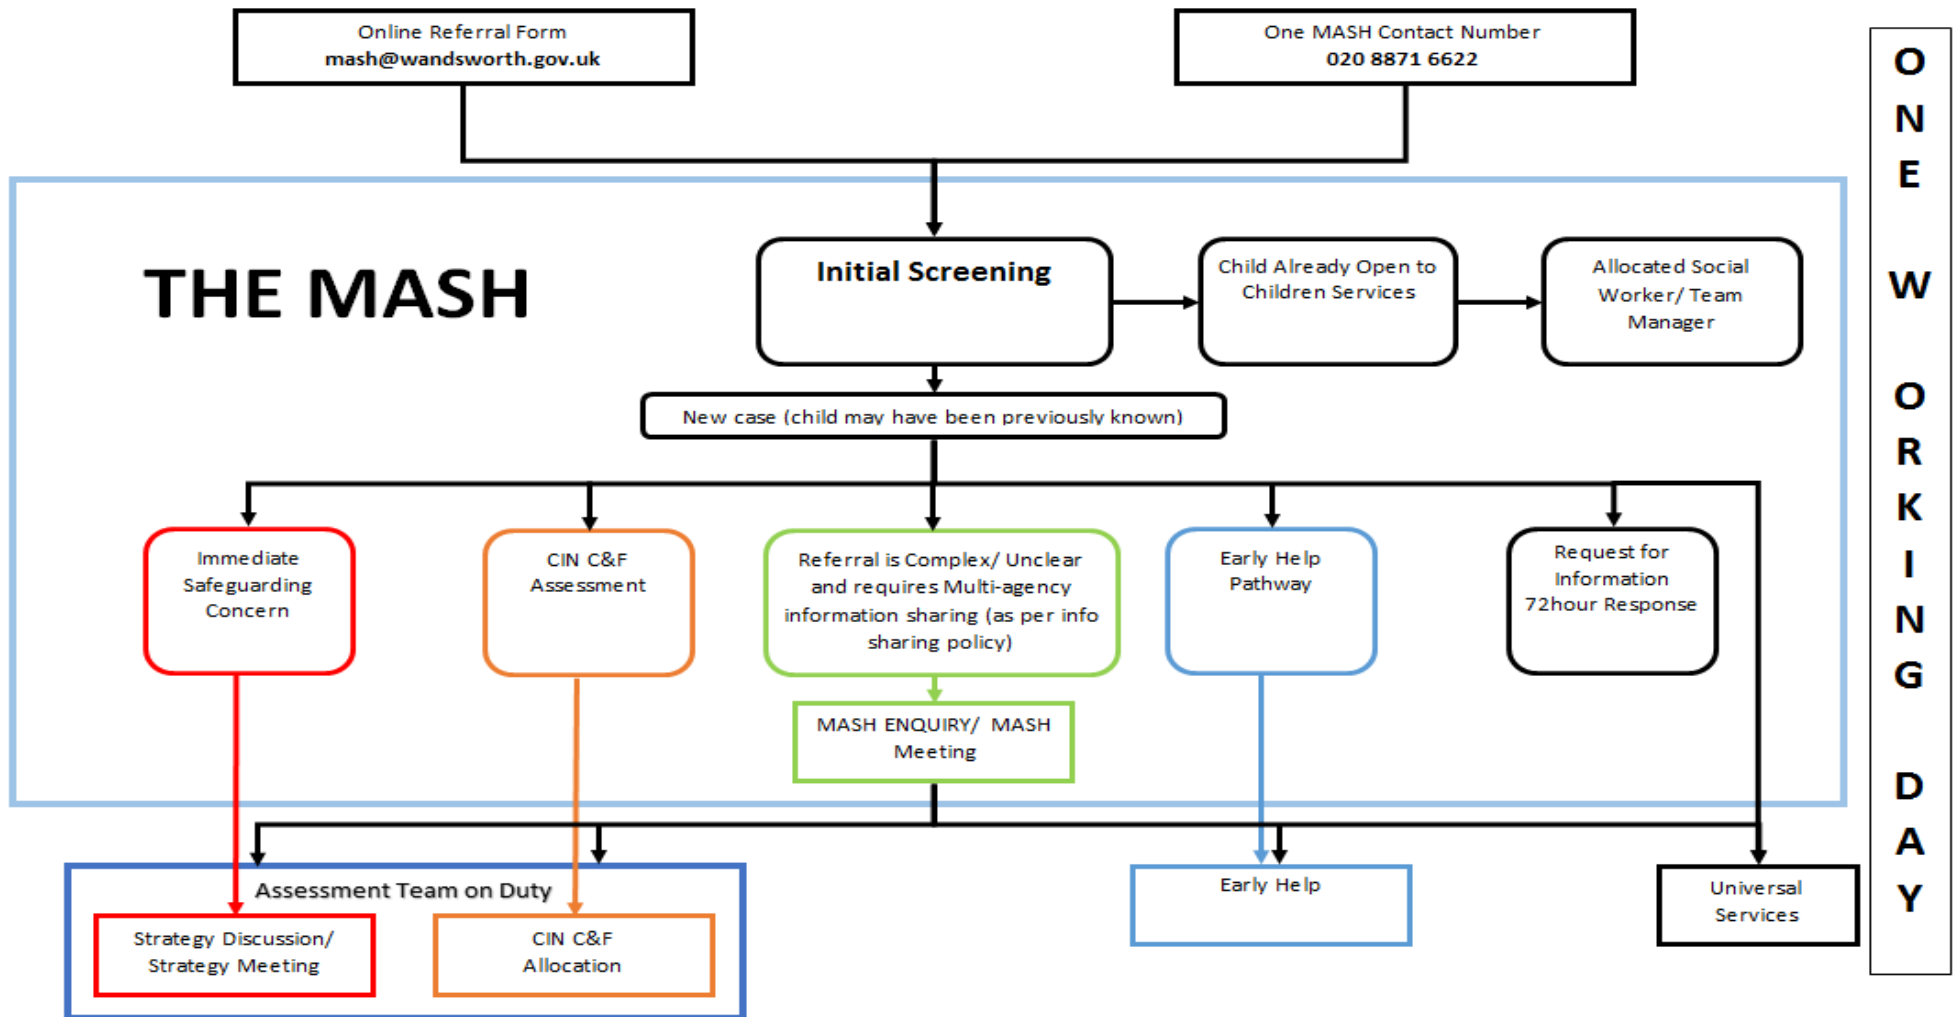 Online Referral Form
mash@wandsworth.gov.uk
One MASH Contact Number
020 8871 6622
ONE WORKING DAY
THE MASH
Initial Screening
Child Already Open to
Children Services
Allocated Social
Worker/ Team
Manager
New case (child may have been previously known)
Immediate
Safeguarding
Concern
CIN C&F
Assessment
Referral is Complex/ Unclear
and requires Multi-agency
information sharing (as per info
sharing policy)
Early Help
Pathway
Request for
Information
72hour Response
MASH ENQUIRY/ MASH
Meeting
Assessment Team on Duty
Strategy Discussion/
Strategy Meeting
CIN C&F
Allocation
Early Help
Universal
Services